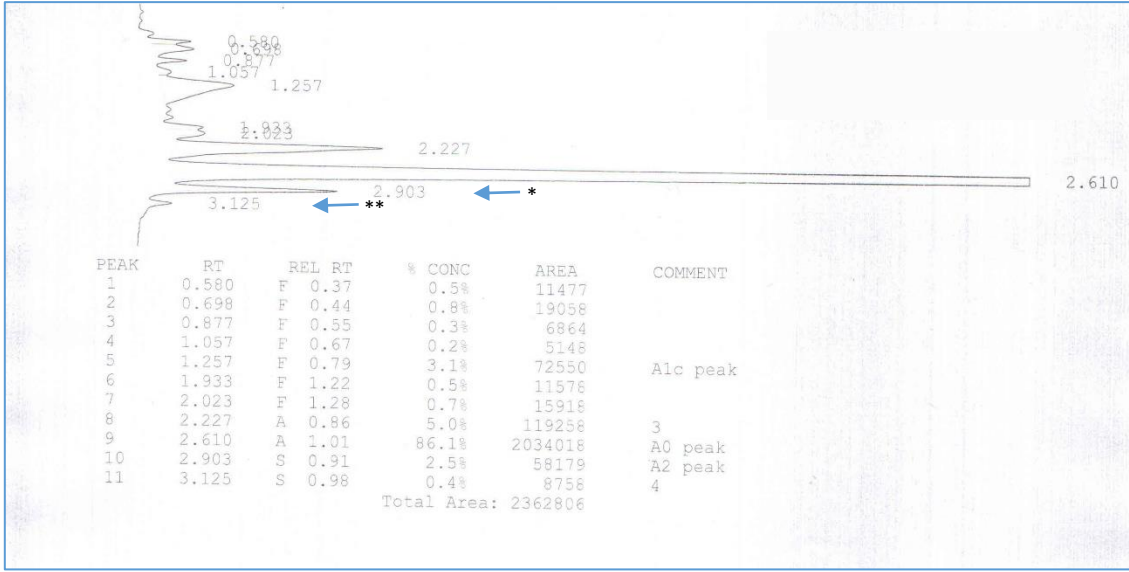 0.580
0.698
0.877
1.057
1.257
1.933
2.023
2.227
2.610
2.903 *
3.125 **
PEAK RT REL RT % CONC AREA COMMENT
1 0.580 F 0.37 0.5% 11477
2 0.698 F 0.44 0.8% 19058
3 0.877 F 0.55 0.3% 6864
4 1.057 F 0.67 0.2% 5148
5 1.257 F 0.79 3.1% 72550 A1c peak
6 1.933 F 1.22 0.5% 11578
7 2.023 F 1.28 0.7% 15918
8 2.227 A 0.86 5.0% 119258 3
9 2.610 A 1.01 86.1% 2034018 A0 peak
10 2.903 S 0.91 2.5% 58179 A2 peak
11 3.125 S 0.98 0.4% 8758 4
Total Area: 2362806